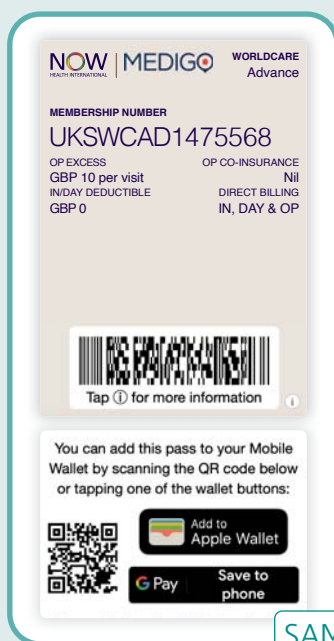 NOW | MEDIGO
HEALTH INTERNATIONAL
WORLDCARE
Advance
MEMBERSHIP NUMBER
UKSWCAD1475568
OP EXCESS OP CO-INSURANCE
GBP 10 per visit Nil
IN/DAY DEDUCTIBLE DIRECT BILLING
GBP 0 IN, DAY & OP
Tap ⓘ for more information
You can add this pass to your Mobile
Wallet by scanning the QR code below
or tapping one of the wallet buttons:
Add to
Apple Wallet
G Pay
Save to
phone
SAN